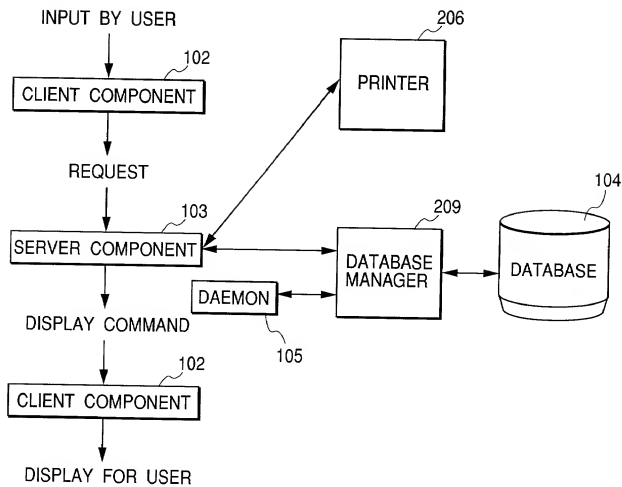 INPUT BY USER
102
CLIENT COMPONENT
REQUEST
103
SERVER COMPONENT
DISPLAY COMMAND
102
CLIENT COMPONENT
DISPLAY FOR USER
206
PRINTER
209
DATABASE
MANAGER
DAEMON
105
104
DATABASE